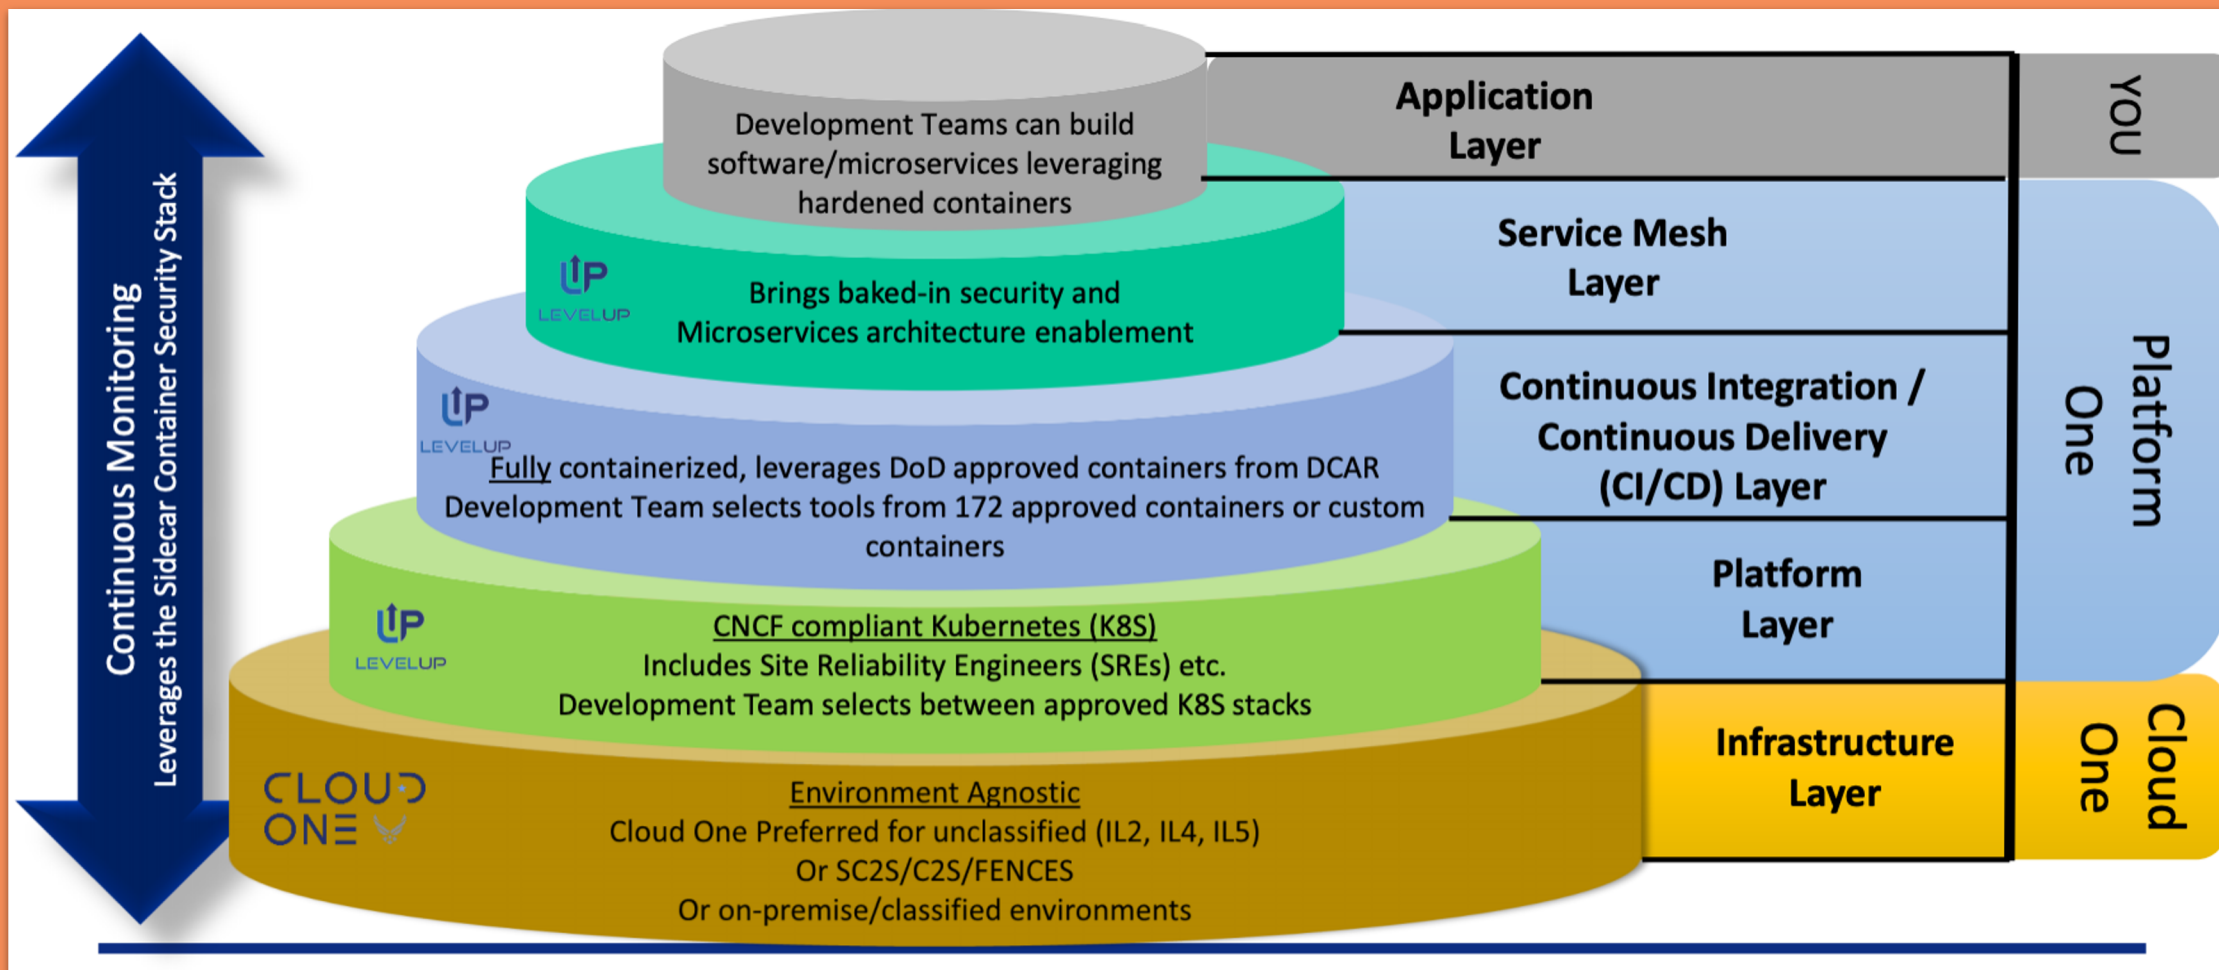 Continuous Monitoring
Leverages the Sidecar Container Security Stack
Development Teams can build
software/microservices leveraging
hardened containers
Application
Layer
YOU
UP
LEVELUP
Brings baked-in security and
Microservices architecture enablement
Service Mesh
Layer
UP
LEVELUP
Fully containerized, leverages DoD approved containers from DCAR
Development Team selects tools from 172 approved containers or custom
containers
Continuous Integration /
Continuous Delivery
(CI/CD) Layer
Platform
One
UP
LEVELUP
CNCF compliant Kubernetes (K8S)
Includes Site Reliability Engineers (SREs) etc.
Development Team selects between approved K8S stacks
Platform
Layer
CLOUD
ONE
Environment Agnostic
Cloud One Preferred for unclassified (IL2, IL4, IL5)
Or SC2S/C2S/FENCES
Or on-premise/classified environments
Infrastructure
Layer
Cloud
One